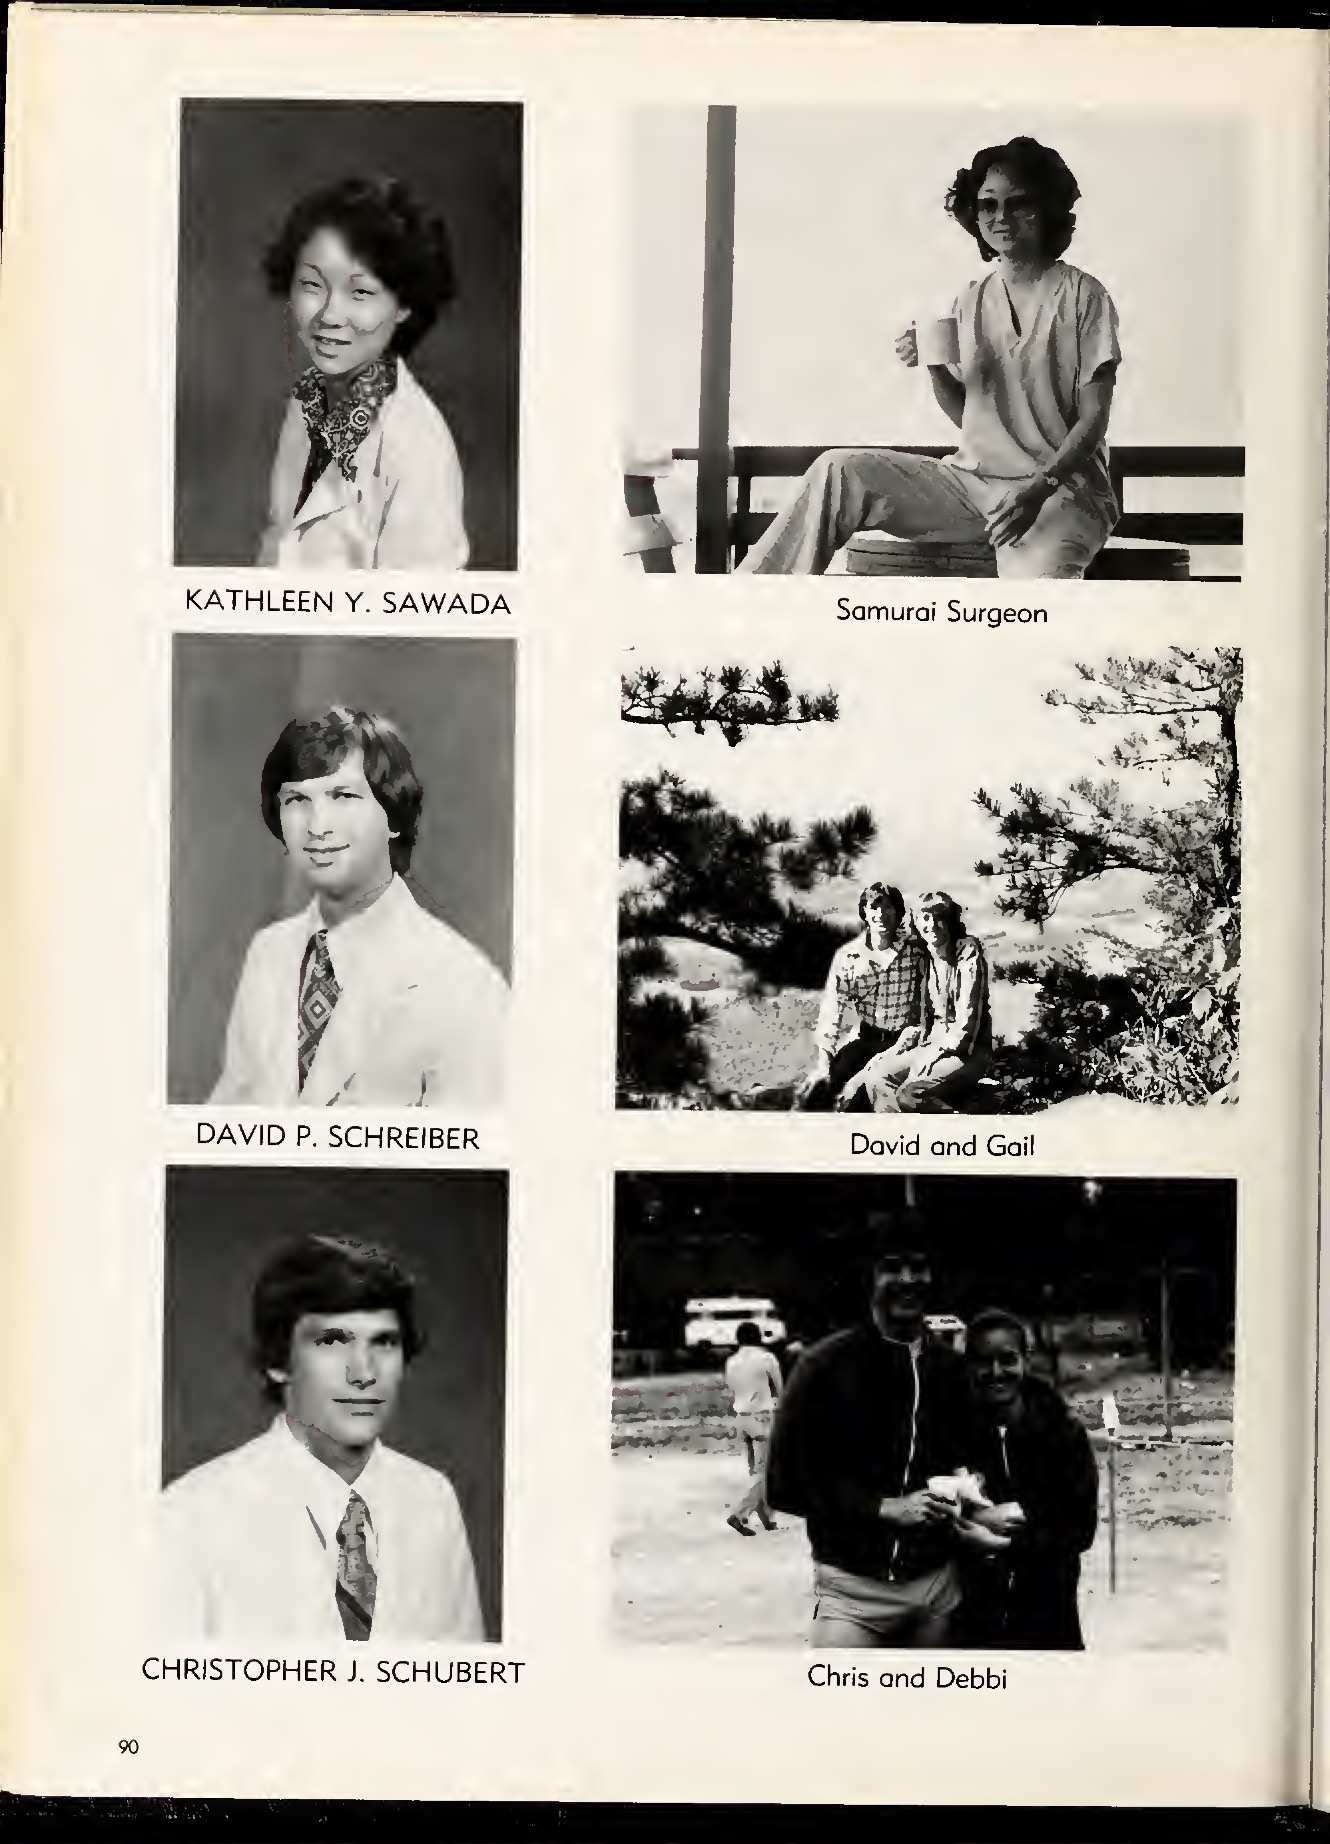 KATHLEEN Y. SAWADA
Samurai Surgeon
DAVID P. SCHREIBER
David and Gail
CHRISTOPHER J. SCHUBERT
Chris and Debbi
90